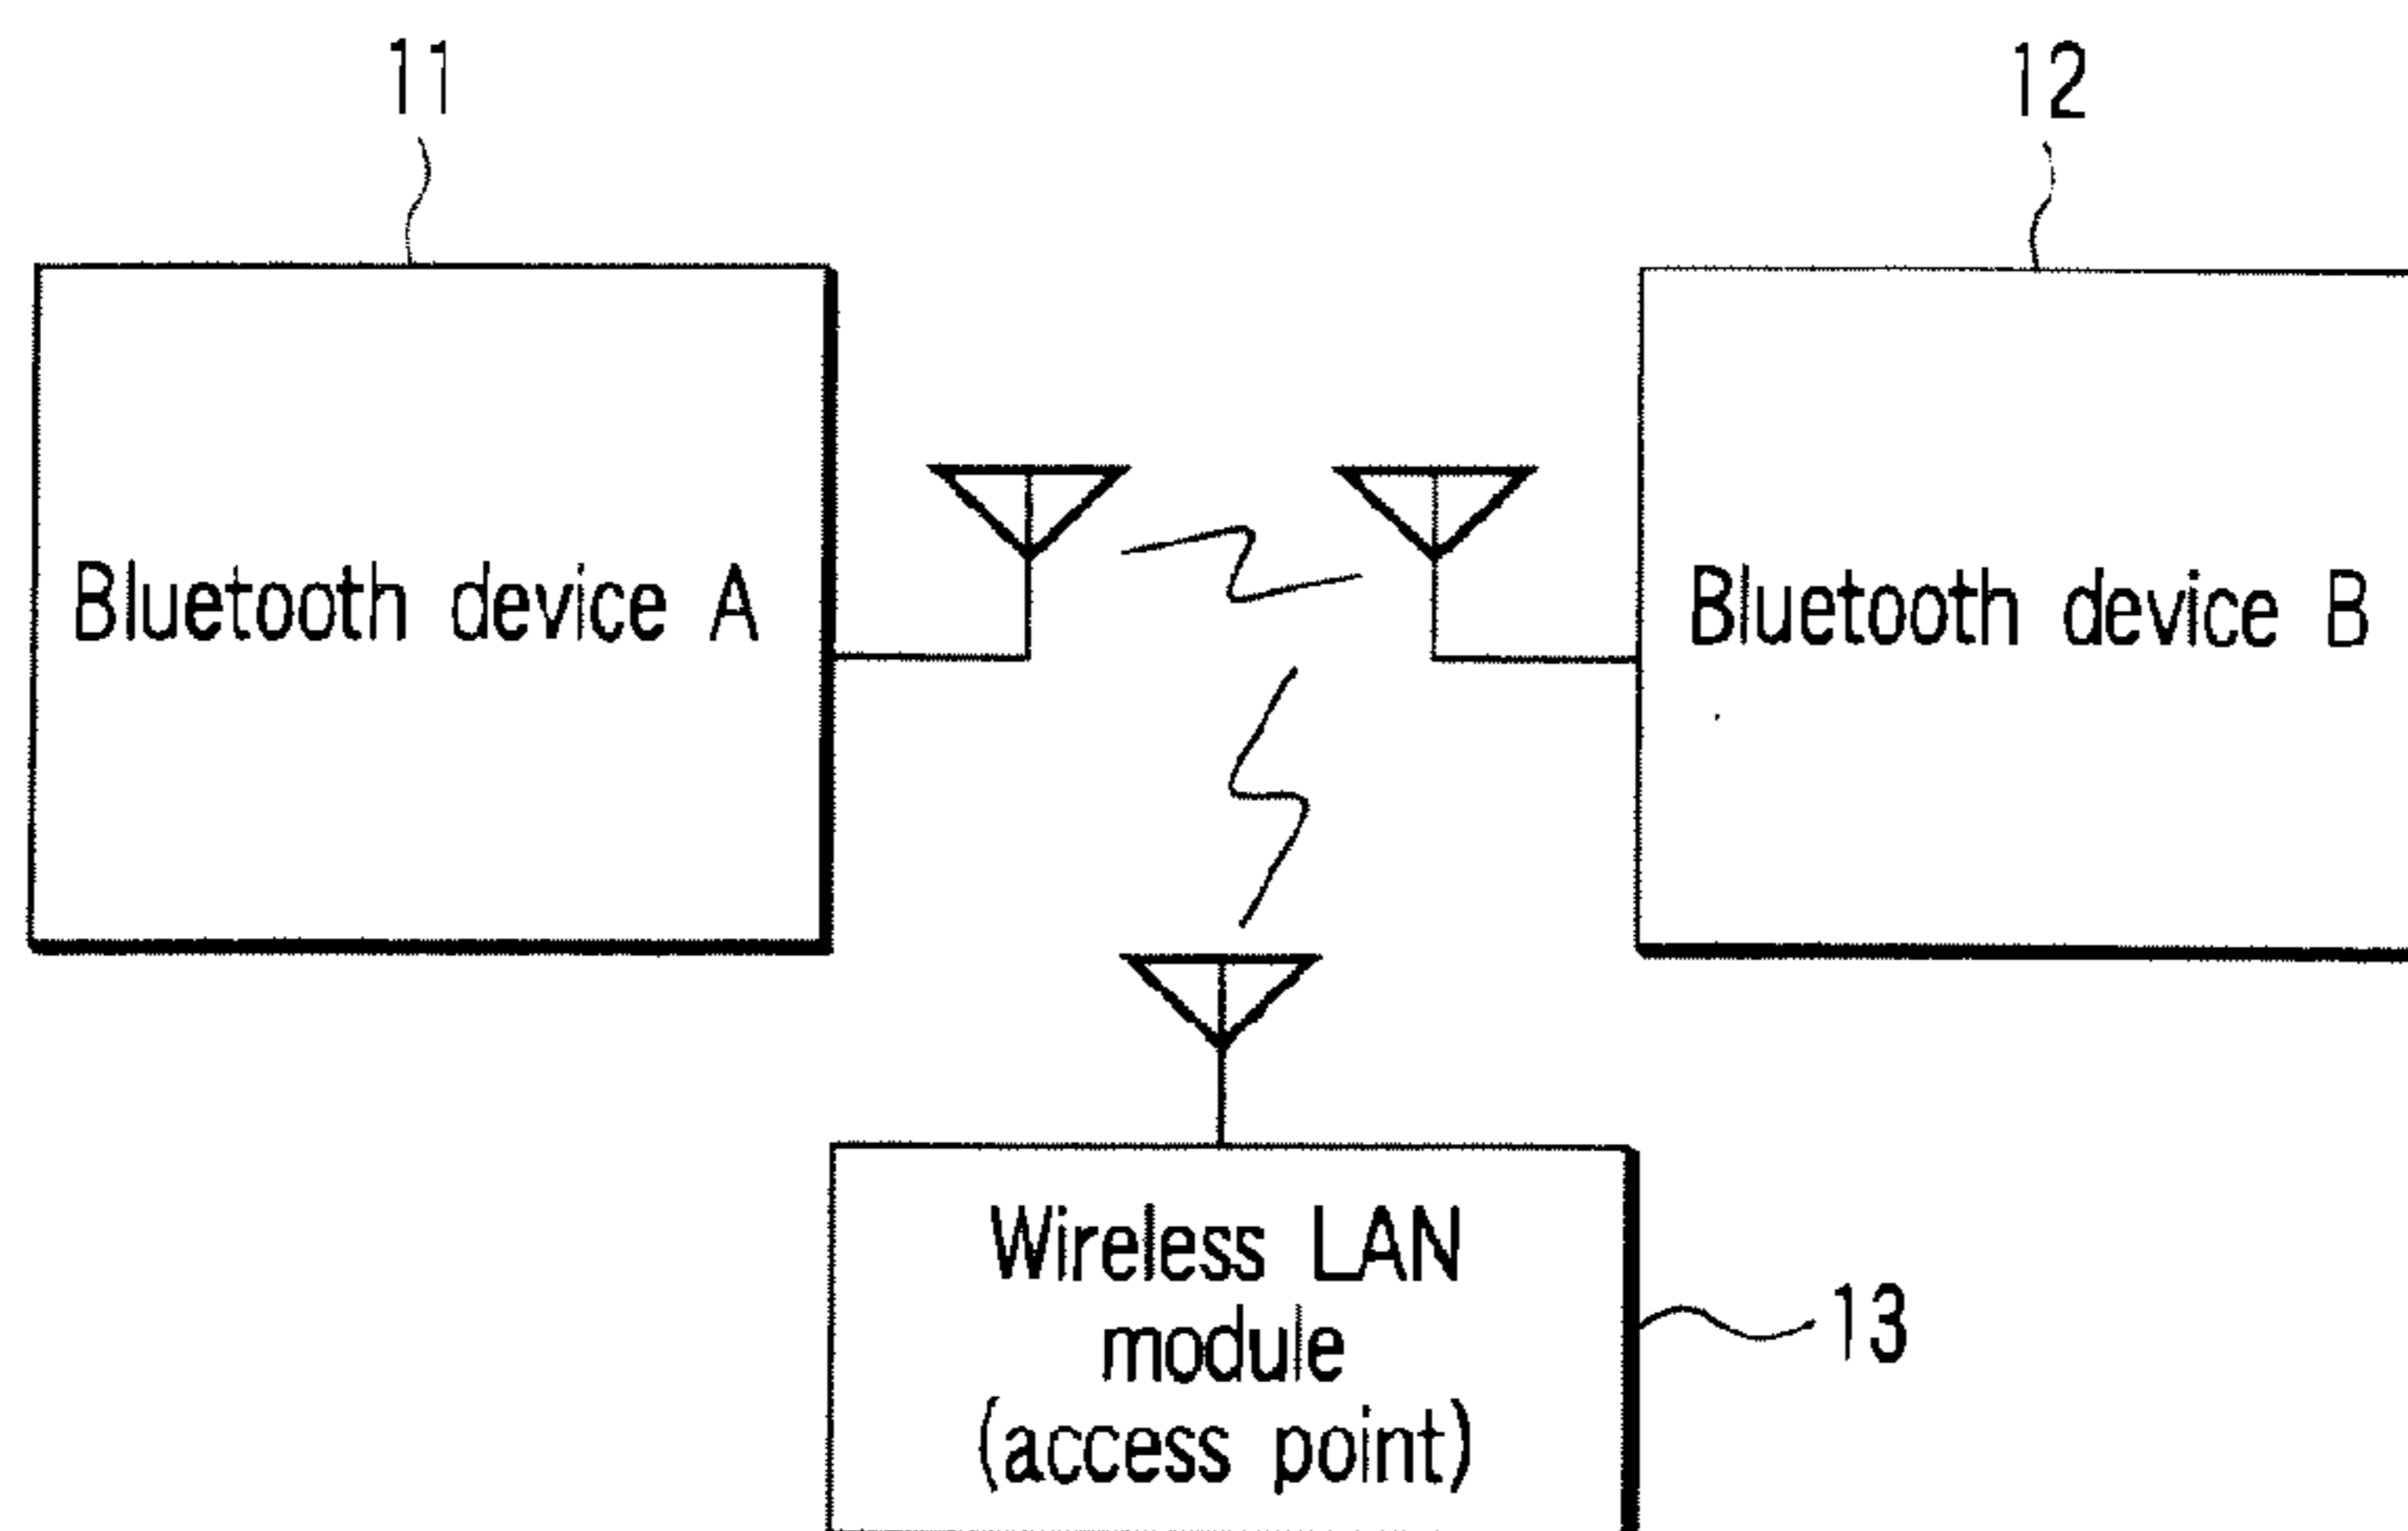 11
12
Bluetooth device A
Bluetooth device B
Wireless LAN
module
(access point)
13